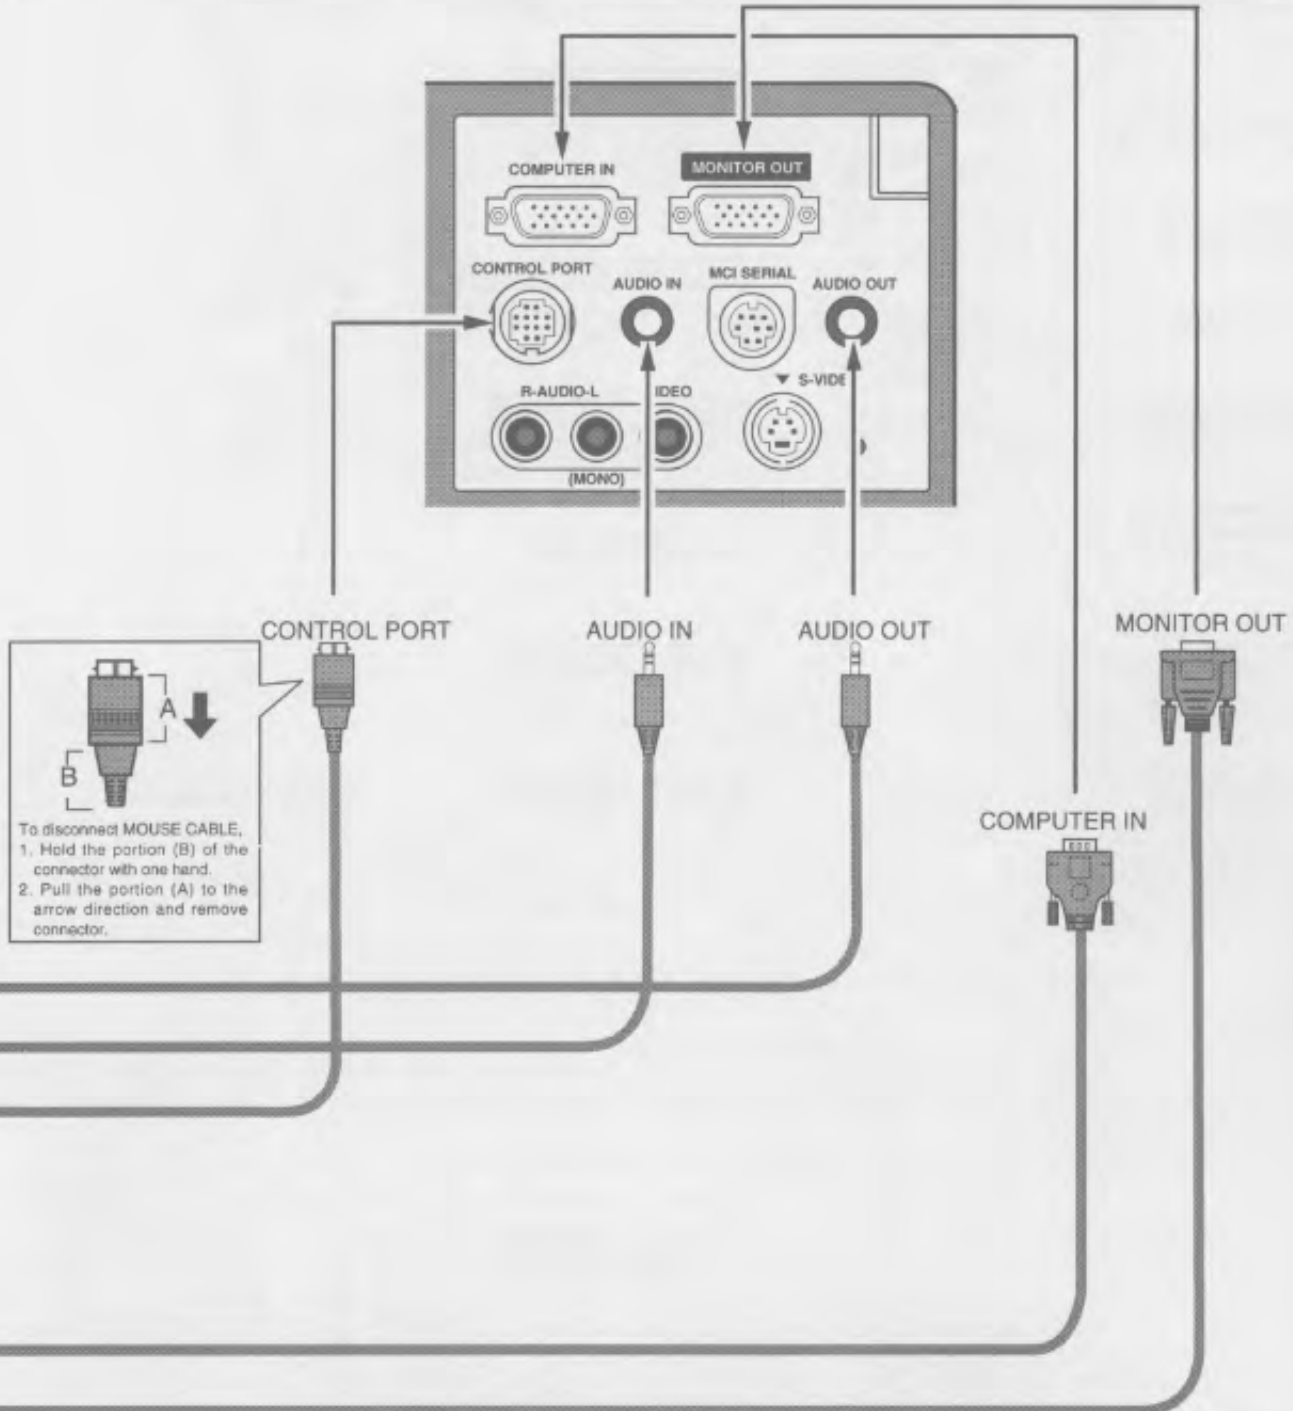 COMPUTER IN
MONITOR OUT
CONTROL PORT
AUDIO IN
MCI SERIAL
AUDIO OUT
R-AUDIO-L
IDEO
S-VIDE
(MONO)
CONTROL PORT
AUDIO IN
AUDIO OUT
MONITOR OUT
A
B
To disconnect MOUSE CABLE,
1. Hold the portion (B) of the
connector with one hand.
2. Pull the portion (A) to the
arrow direction and remove
connector.
COMPUTER IN